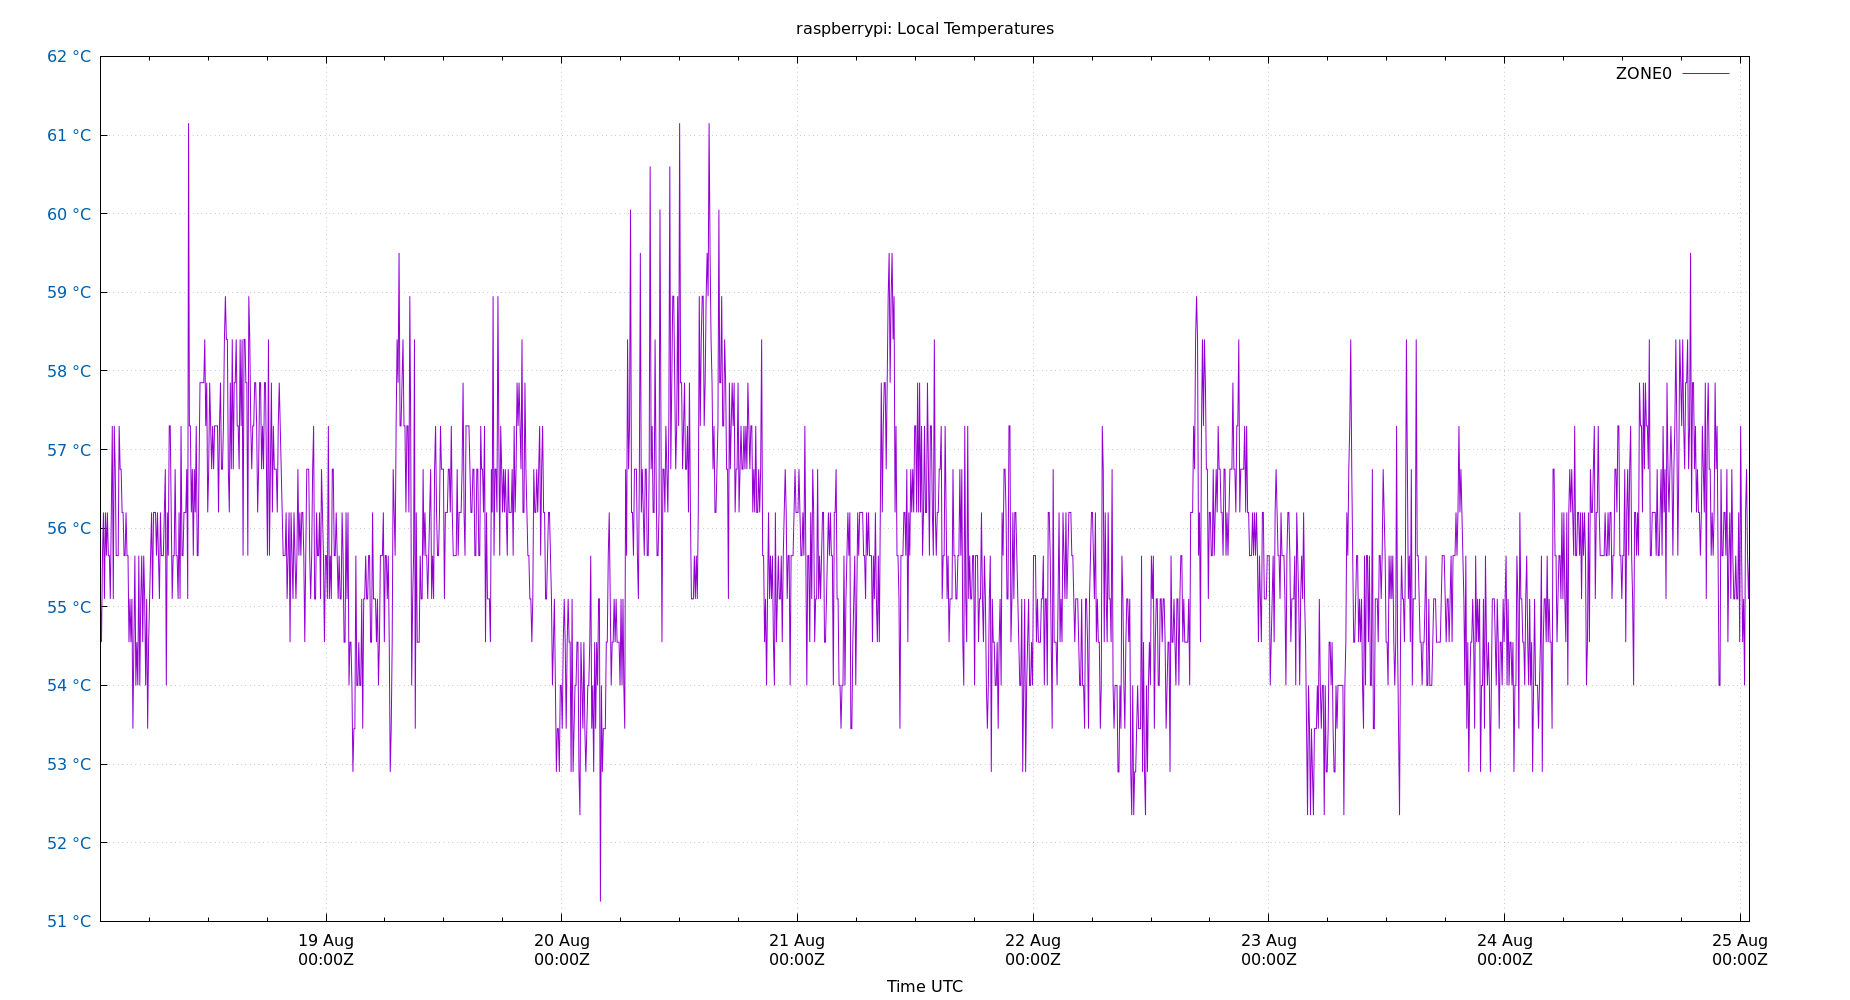 raspberrypi: Local Temperatures
62 °C
61 °C
60 °C
59 °C
58 °C
57 °C
56 °C
55 °C
54 °C
53 °C
52 °C
51 °C
ZONE0
19 Aug
00:00Z
20 Aug
00:00Z
21 Aug
00:00Z
22 Aug
00:00Z
23 Aug
00:00Z
24 Aug
00:00Z
25 Aug
00:00Z
Time UTC